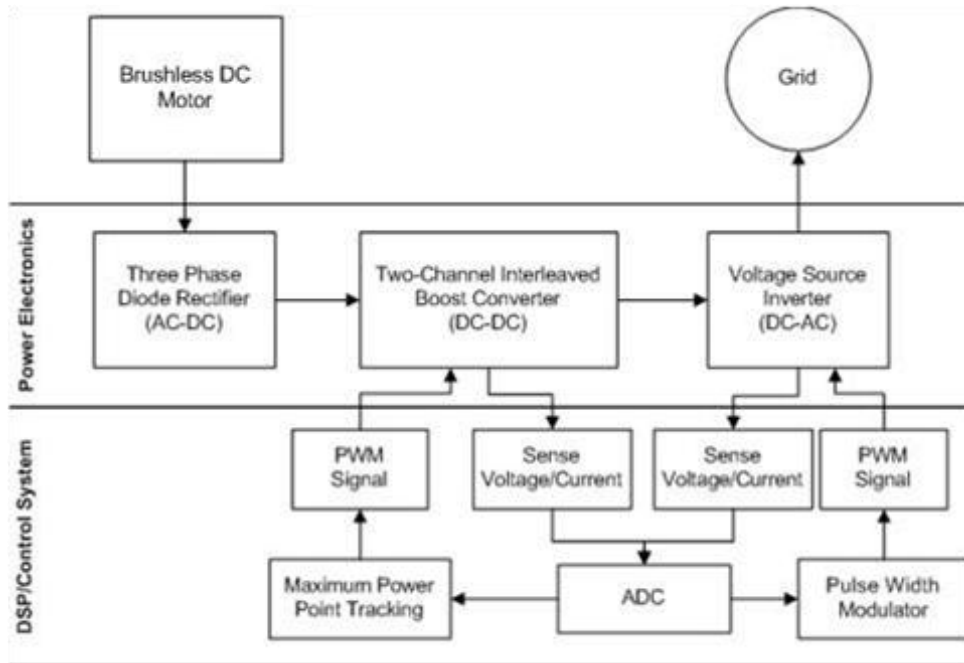 Brushless DC
Motor
Grid
Power Electronics
Three Phase
Diode Rectifier
(AC-DC)
Two-Channel Interleaved
Boost Converter
(DC-DC)
Voltage Source
Inverter
(DC-AC)
DSP/Control System
PWM
Signal
Sense
Voltage/Current
Sense
Voltage/Current
PWM
Signal
Maximum Power
Point Tracking
ADC
Pulse Width
Modulator